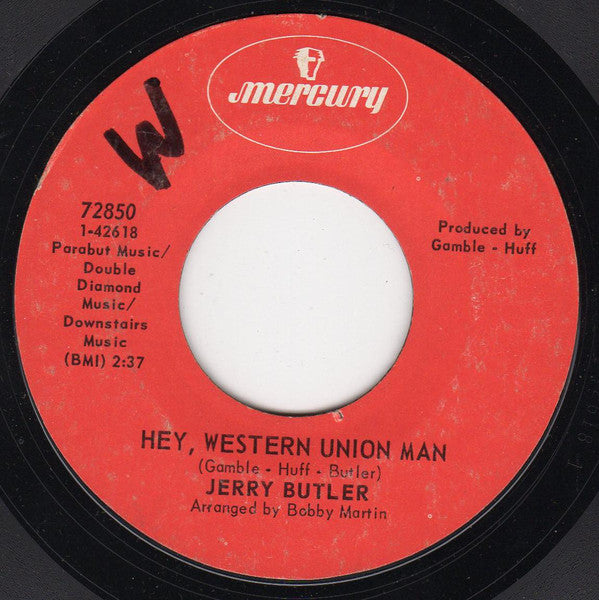 mercury
W
72850
1-42618
Parabut Music/
Double
Diamond
Music/
Downstairs
Music
(BMI) 2:37
Produced by
Gamble - Huff
HEY, WESTERN UNION MAN
(Gamble - Huff - Butler)
JERRY BUTLER
Arranged by Bobby Martin